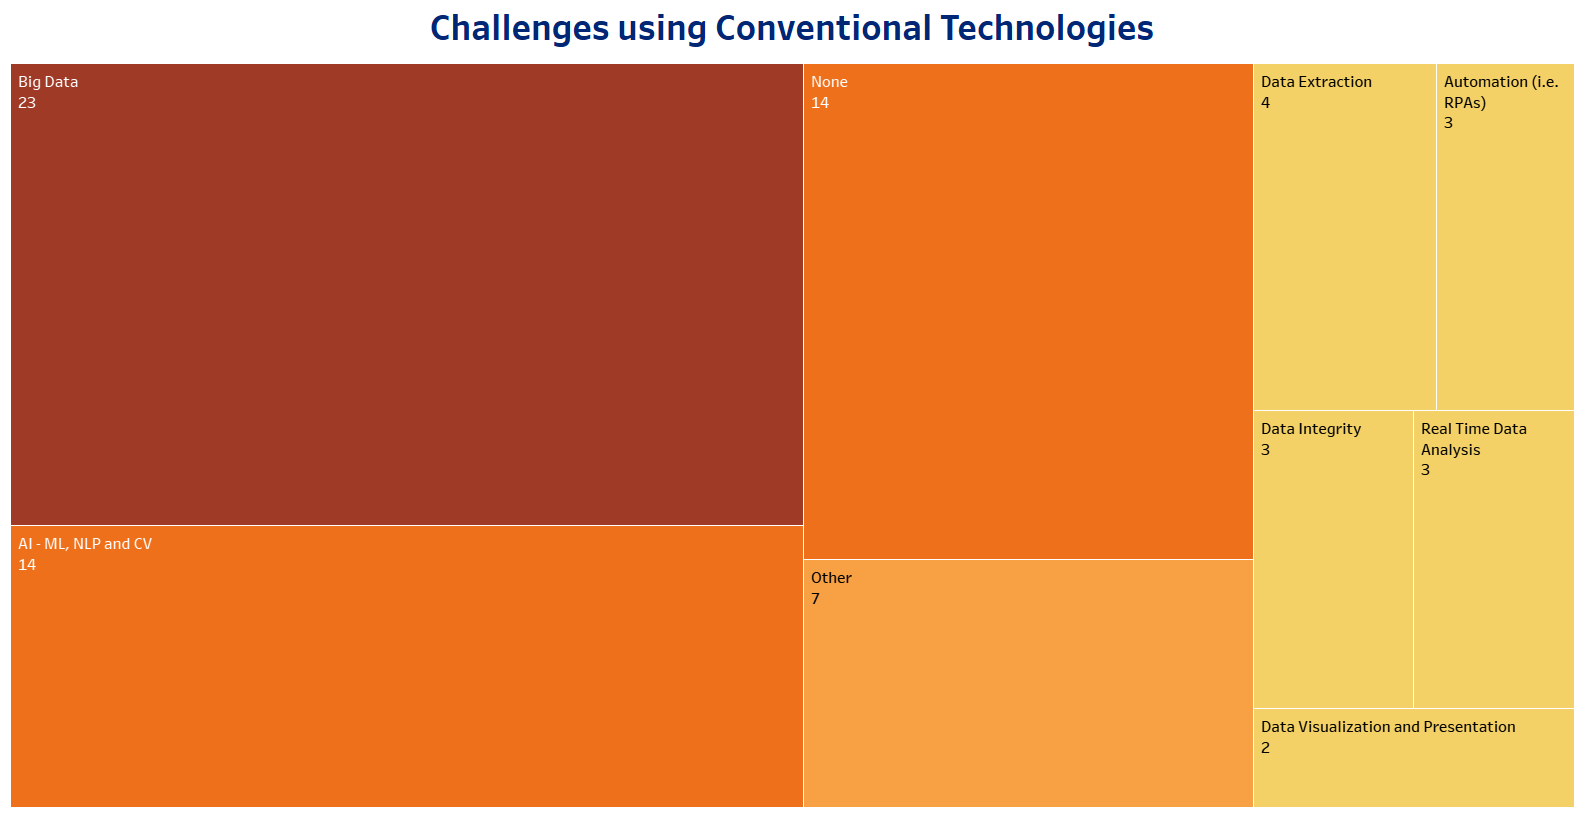 Challenges using Conventional Technologies
Big Data
23
AI - ML, NLP and CV
14
None
14
Other
7
Data Extraction
4
Automation (i.e.
RPAs)
3
Data Integrity
3
Real Time Data
Analysis
3
Data Visualization and Presentation
2